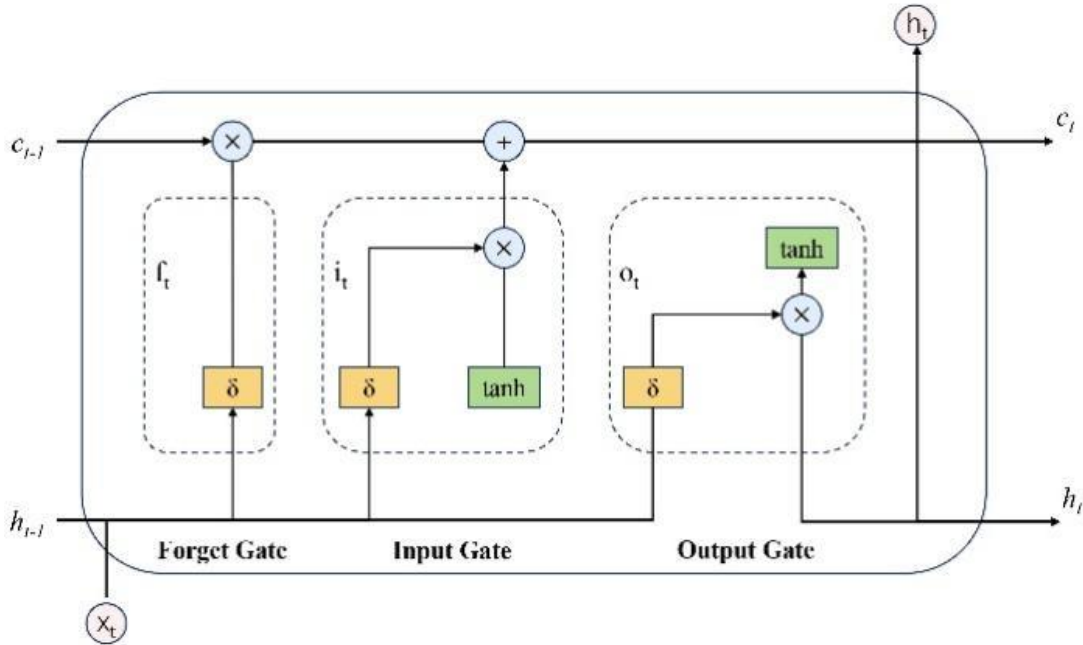 h_t
c_{t-1}
×
+
c_t
f_t
i_t
×
o_t
tanh
×
δ
δ
tanh
δ
h_{t-1}
h_t
Forget Gate
Input Gate
Output Gate
x_t